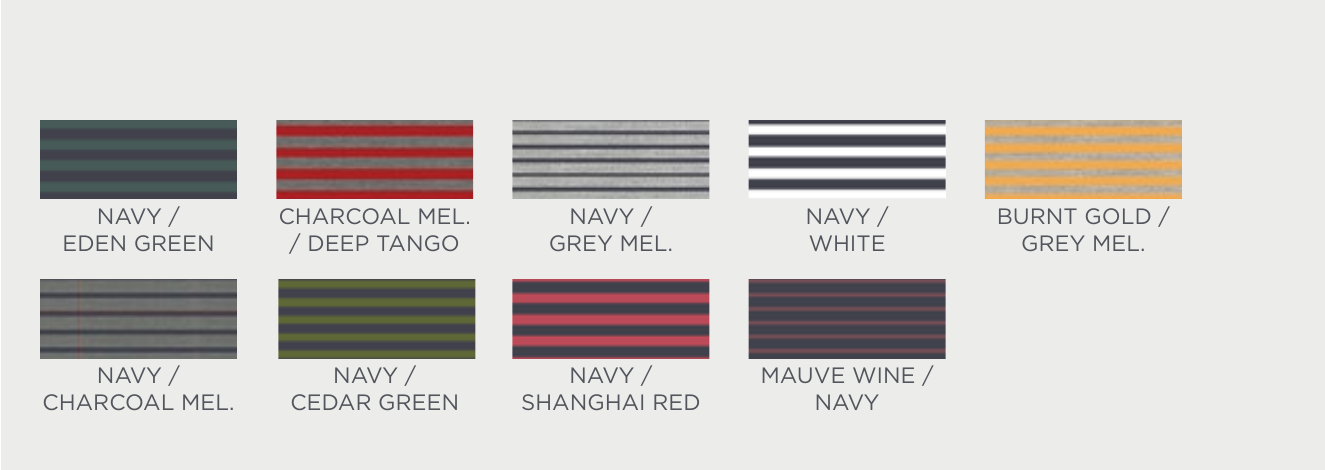 NAVY /
EDEN GREEN
CHARCOAL MEL.
/ DEEP TANGO
NAVY /
GREY MEL.
NAVY /
WHITE
BURNT GOLD /
GREY MEL.
NAVY /
CHARCOAL MEL.
NAVY /
CEDAR GREEN
NAVY /
SHANGHAI RED
MAUVE WINE /
NAVY